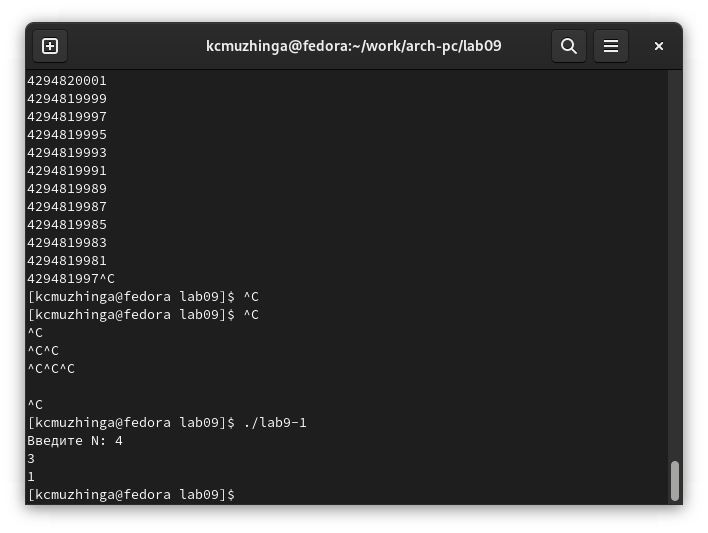 kcmuzhinga@fedora:~/work/arch-pc/lab09
4294820001
4294819999
4294819997
4294819995
4294819993
4294819991
4294819989
4294819987
4294819985
4294819983
4294819981
429481997^C
[kcmuzhinga@fedora lab09]$ ^C
[kcmuzhinga@fedora lab09]$ ^C
^C
^C^C
^C^C^C
^C
[kcmuzhinga@fedora lab09]$ ./lab9-1
Введите N: 4
3
1
[kcmuzhinga@fedora lab09]$